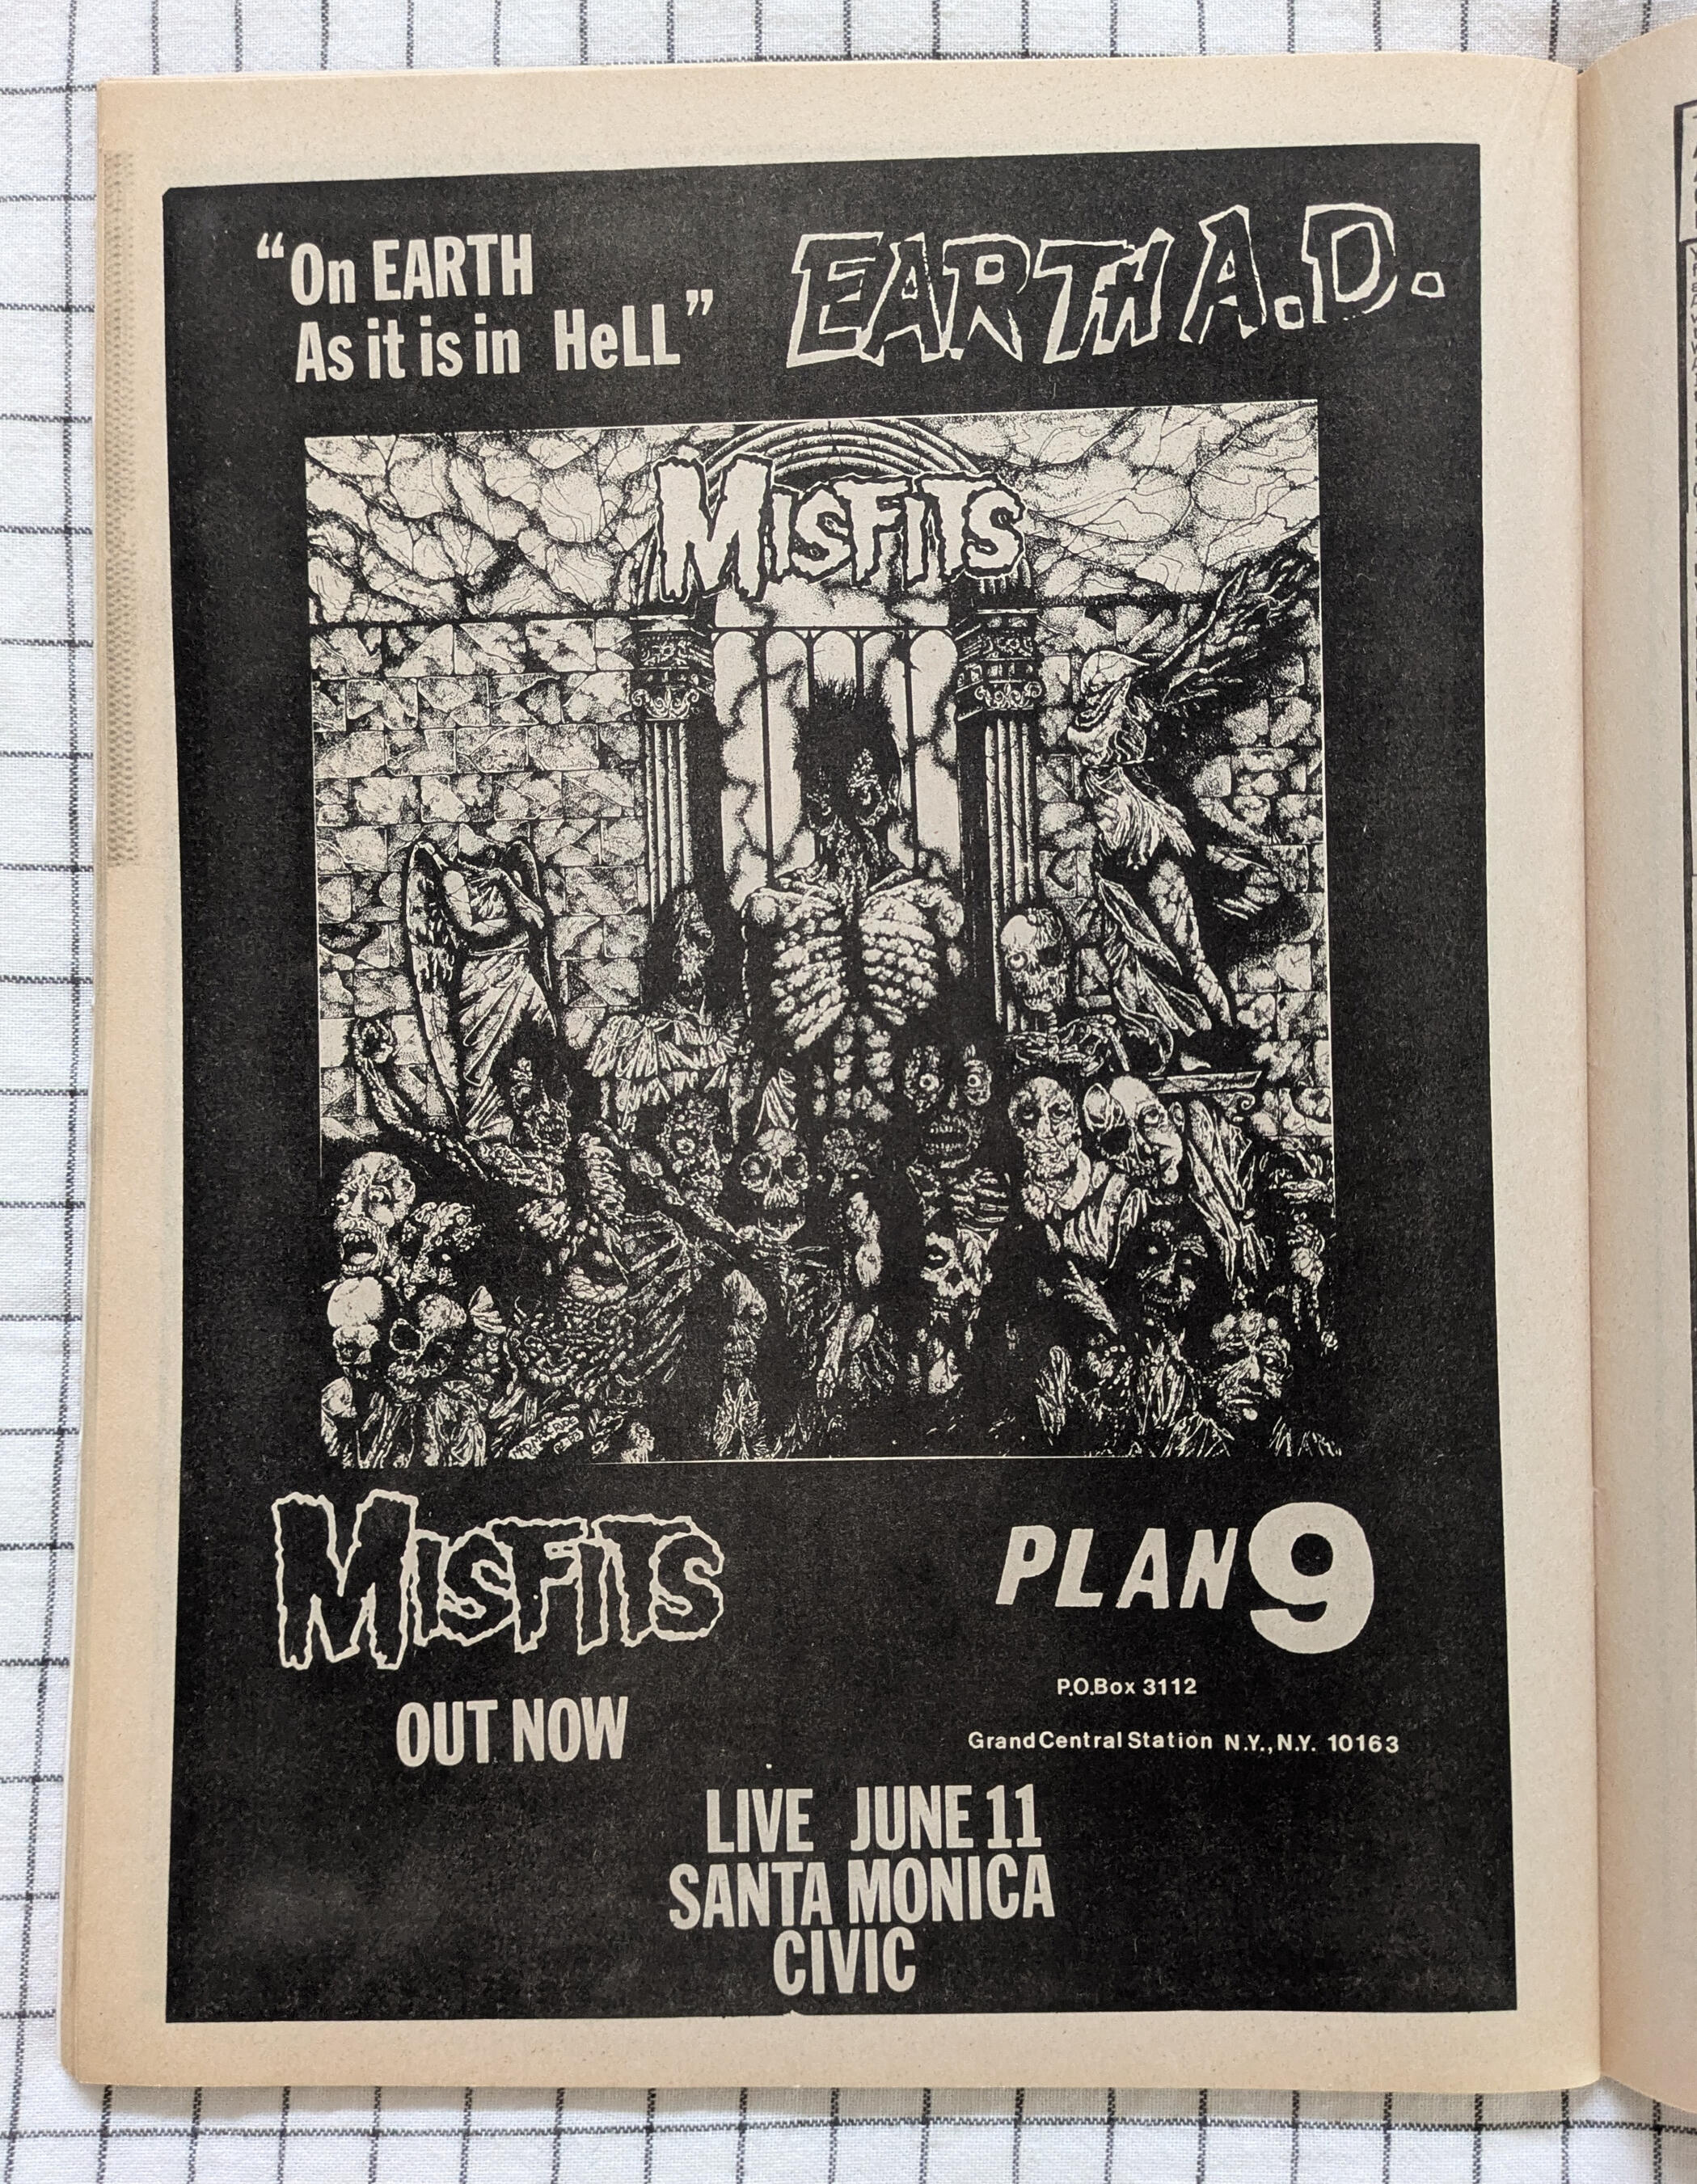 “On EARTH
As it is in HeLL”
EARTH A.D.
MISFITS
MISFITS
PLAN 9
OUT NOW
P.O.Box 3112
Grand Central Station N.Y., N.Y. 10163
LIVE JUNE 11
SANTA MONICA
CIVIC